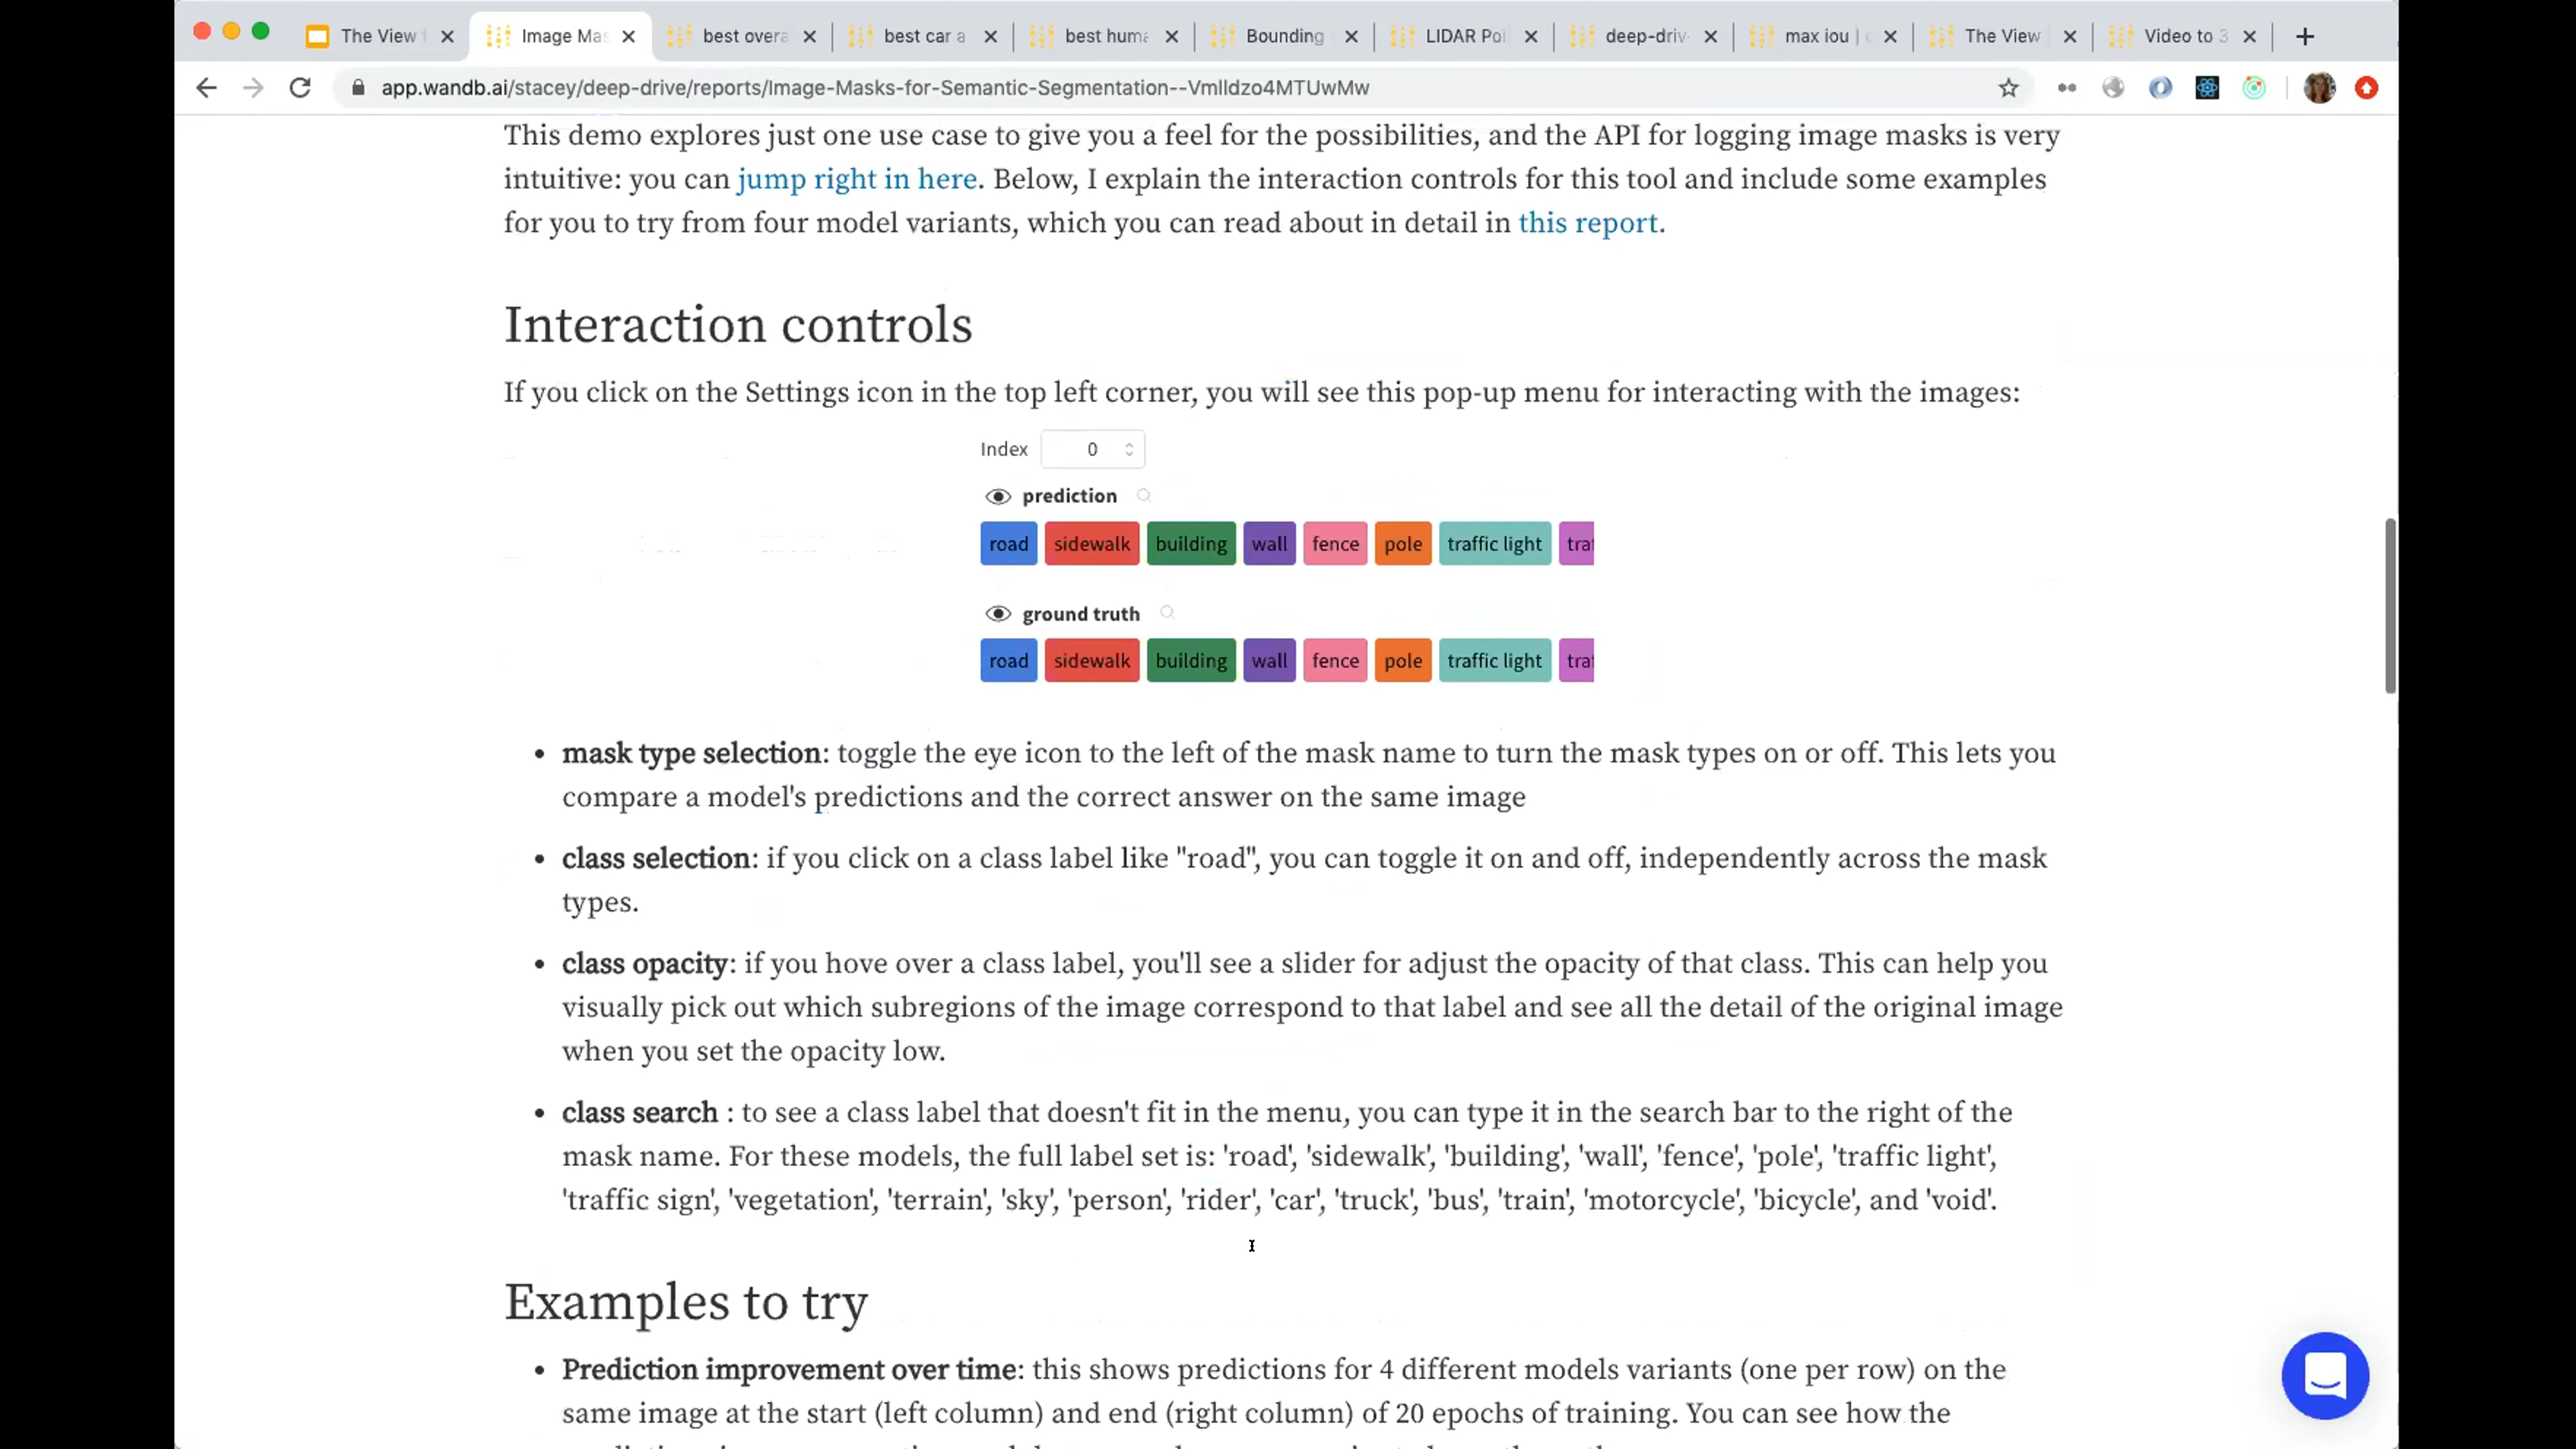 The View
Image Mas
best overa
best car a
best huma
Bounding
LIDAR Poi
deep-driv
max iou | c
The View
Video to 3
app.wandb.ai/stacey/deep-drive/reports/Image-Masks-for-Semantic-Segmentation--Vmlldzo4MTUwMw
This demo explores just one use case to give you a feel for the possibilities, and the API for logging image masks is very
intuitive: you can jump right in here. Below, I explain the interaction controls for this tool and include some examples
for you to try from four model variants, which you can read about in detail in this report.
Interaction controls
If you click on the Settings icon in the top left corner, you will see this pop-up menu for interacting with the images:
Index 0
prediction
road sidewalk building wall fence pole traffic light traf
ground truth
road sidewalk building wall fence pole traffic light traf
• mask type selection: toggle the eye icon to the left of the mask name to turn the mask types on or off. This lets you
compare a model's predictions and the correct answer on the same image
• class selection: if you click on a class label like "road", you can toggle it on and off, independently across the mask
types.
• class opacity: if you hove over a class label, you'll see a slider for adjust the opacity of that class. This can help you
visually pick out which subregions of the image correspond to that label and see all the detail of the original image
when you set the opacity low.
• class search : to see a class label that doesn't fit in the menu, you can type it in the search bar to the right of the
mask name. For these models, the full label set is: 'road', 'sidewalk', 'building', 'wall', 'fence', 'pole', 'traffic light',
'traffic sign', 'vegetation', 'terrain', 'sky', 'person', 'rider', 'car', 'truck', 'bus', 'train', 'motorcycle', 'bicycle', and 'void'.
Examples to try
• Prediction improvement over time: this shows predictions for 4 different models variants (one per row) on the
same image at the start (left column) and end (right column) of 20 epochs of training. You can see how the